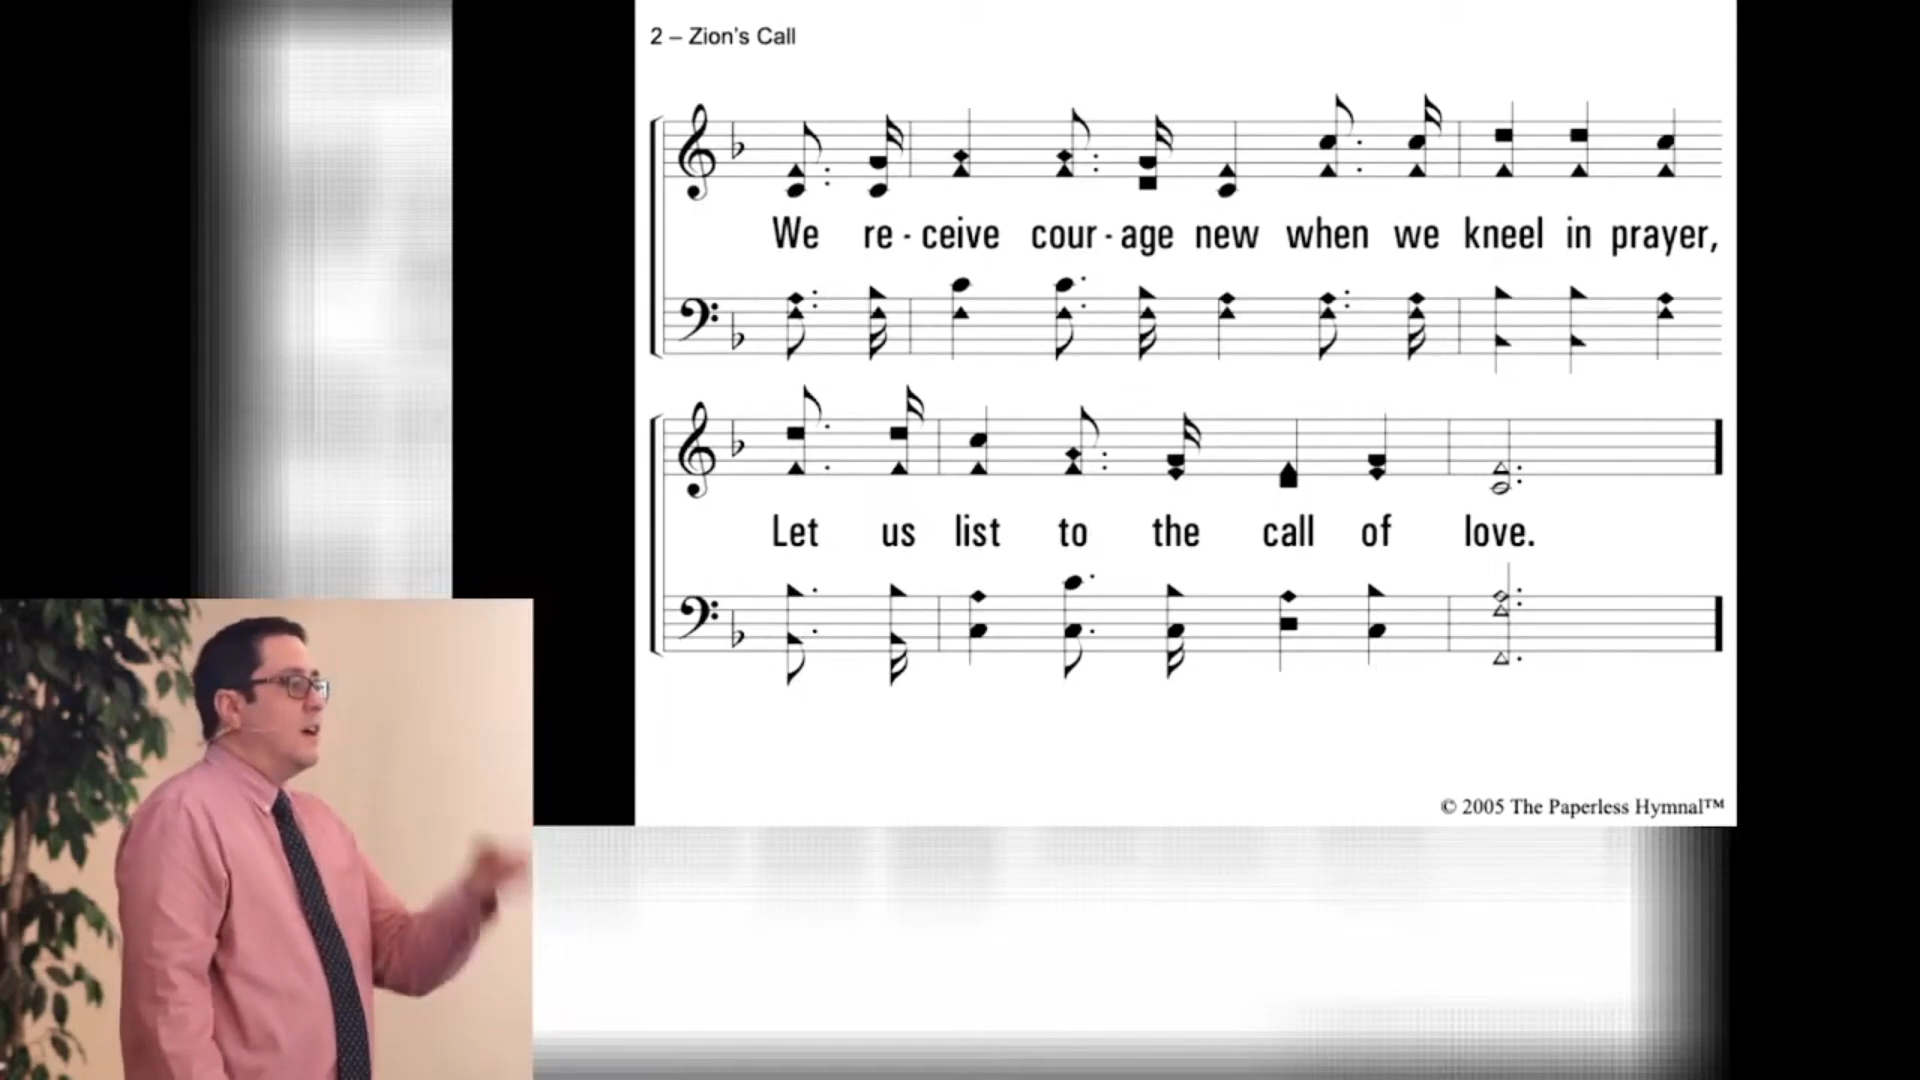 2 – Zion's Call
We re - ceive cour - age new when we kneel in prayer,
Let us list to the call of love.
© 2005 The Paperless Hymnal™